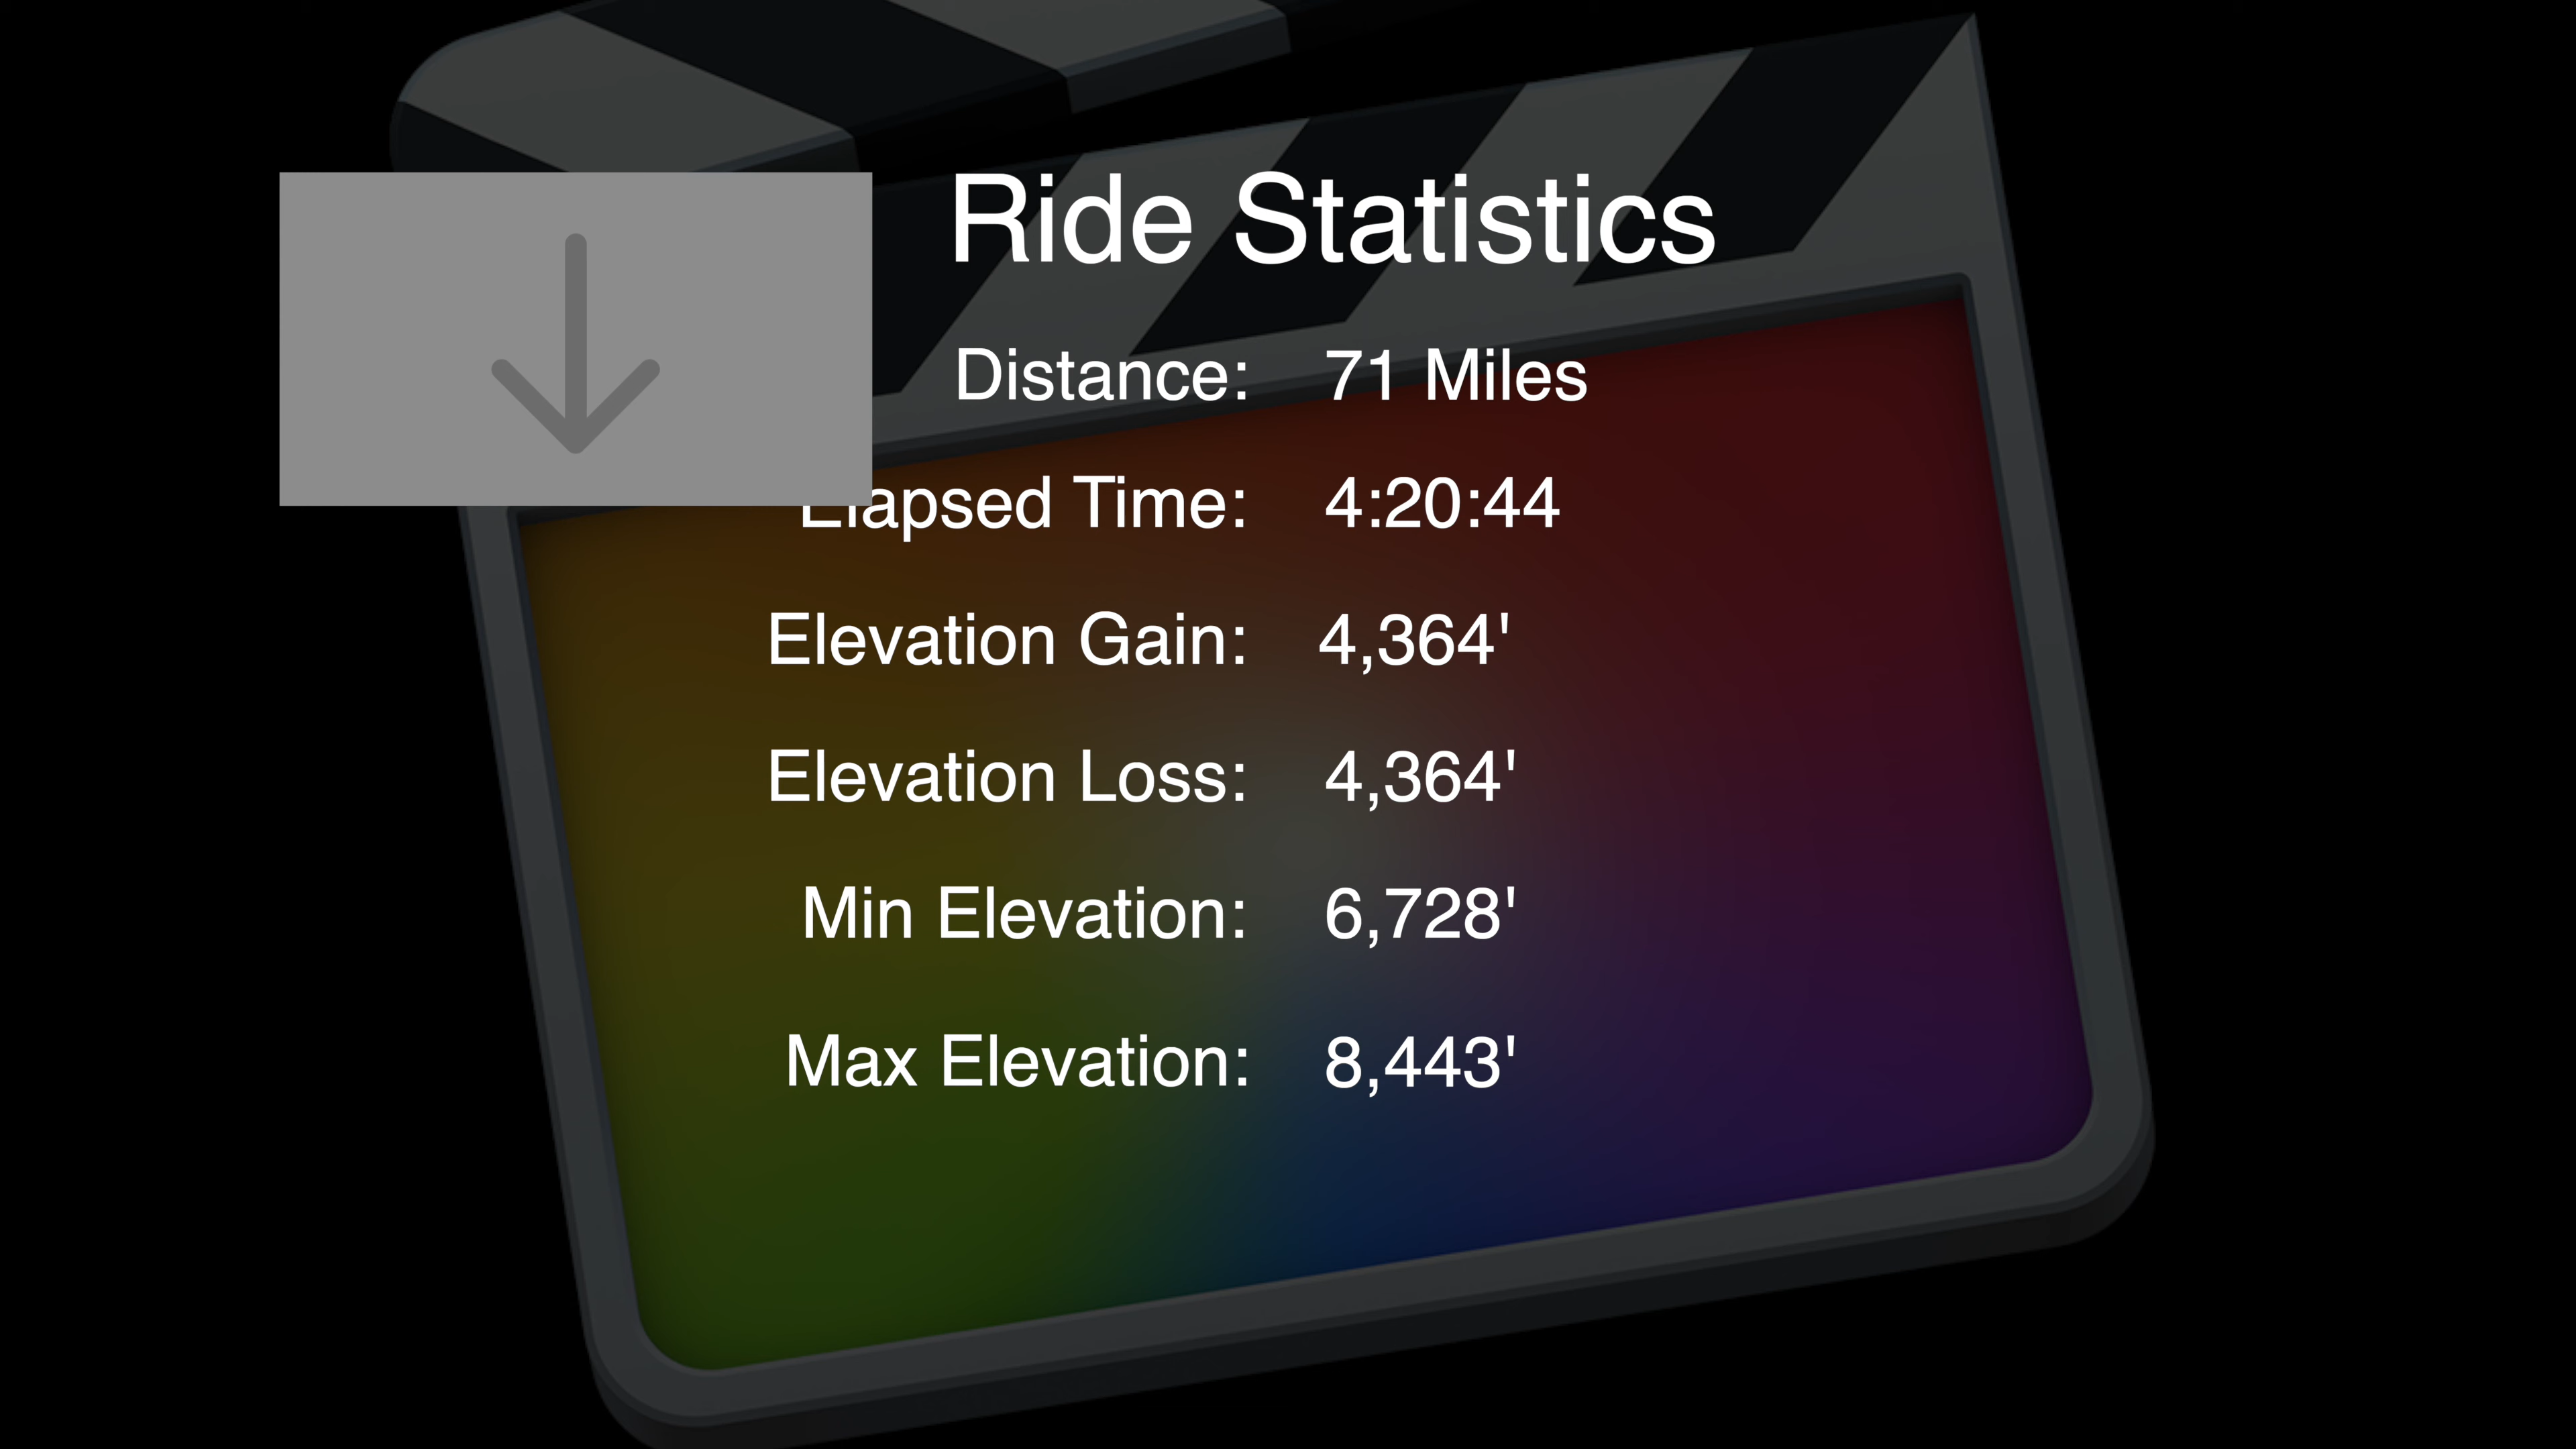 Ride Statistics
Distance: 71 Miles
Elapsed Time: 4:20:44
Elevation Gain: 4,364'
Elevation Loss: 4,364'
Min Elevation: 6,728'
Max Elevation: 8,443'